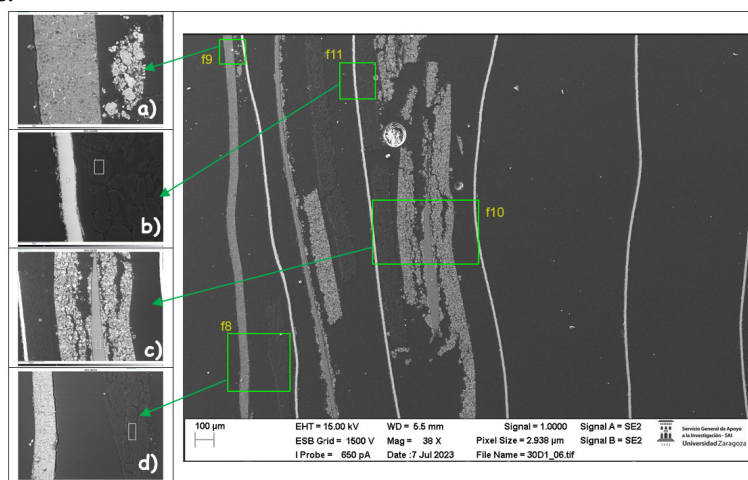 a)
b)
c)
d)
f9
f11
f10
f8
100 µm
EHT = 15.00 kV
WD = 5.5 mm
Signal = 1.0000
Signal A = SE2
ESB Grid = 1500 V
Mag = 38 X
Pixel Size = 2.938 µm
Signal B = SE2
I Probe = 650 pA
Date :7 Jul 2023
File Name = 30D1_06.tif
Servicio General de Apoyo
a la Investigación - SAI
Universidad Zaragoza